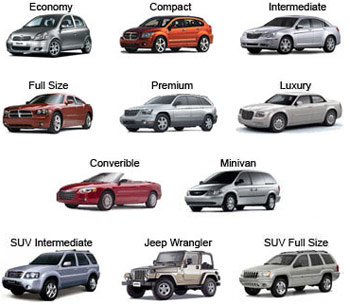 Economy
Compact
Intermediate
Full Size
Premium
Luxury
Converible
Minivan
SUV Intermediate
Jeep Wrangler
SUV Full Size